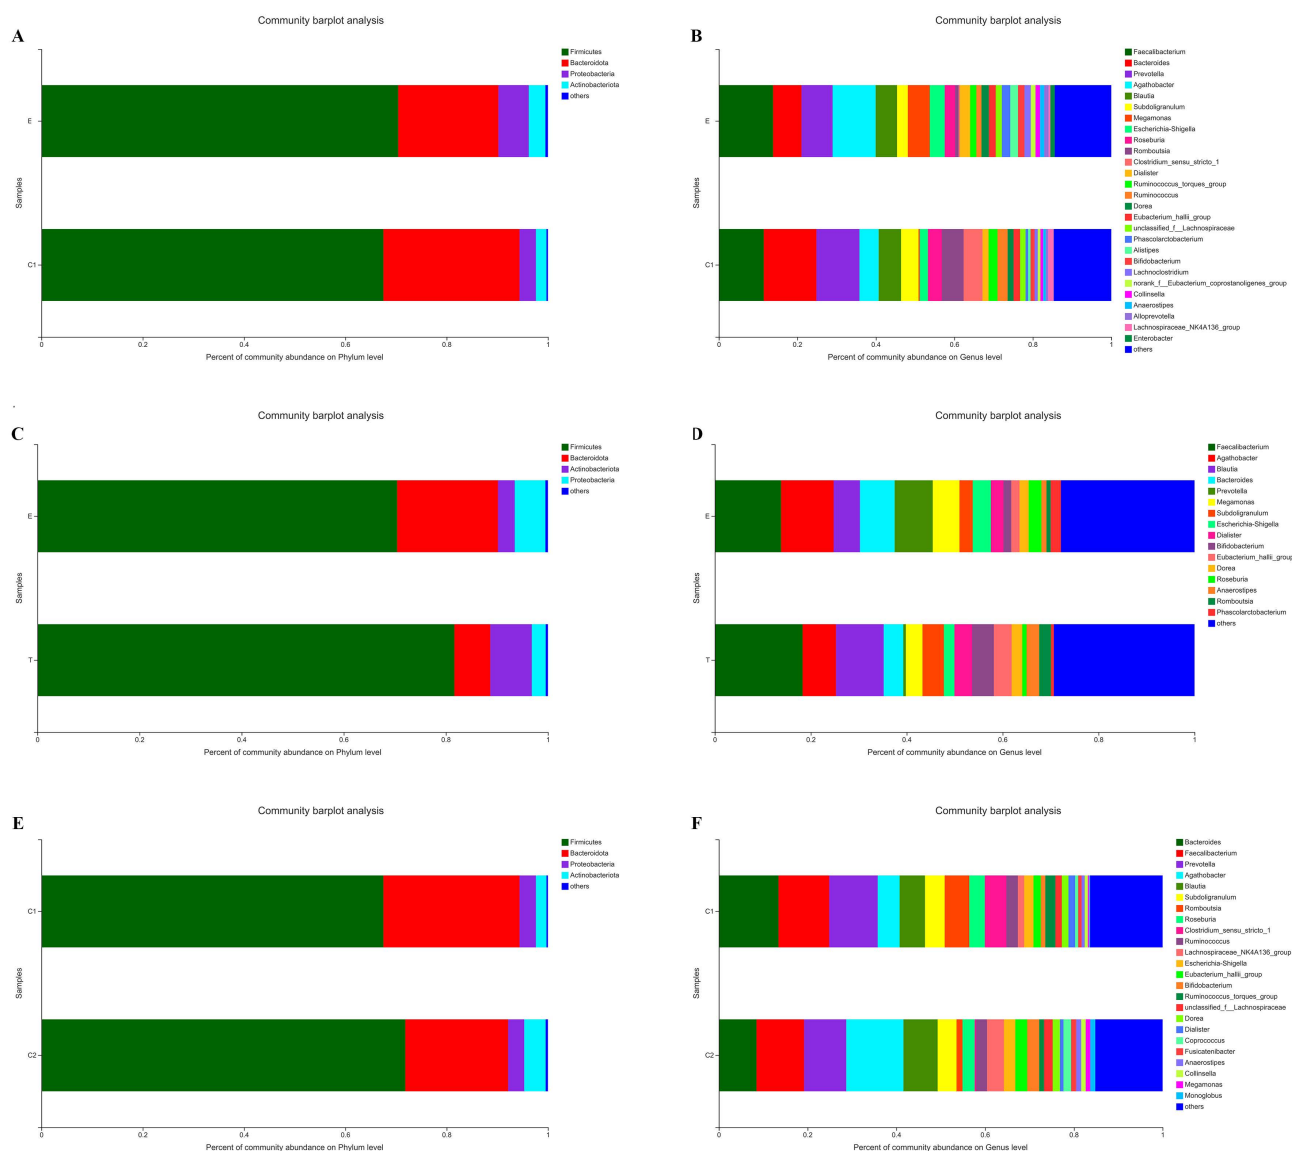 A
Community barplot analysis
Firmicutes
Bacteroidota
Proteobacteria
Actinobacteriota
others
E
C1
Samples
0 0.2 0.4 0.6 0.8 1
Percent of community abundance on Phylum level
B
Community barplot analysis
Faecalibacterium
Bacteroides
Prevotella
Agathobacter
Blautia
Subdoligranulum
Megamonas
Escherichia-Shigella
Roseburia
Romboutsia
Clostridium_sensu_stricto_1
Dialister
Ruminococcus_torques_group
Ruminococcus
Dorea
Eubacterium_hallii_group
unclassified_f__Lachnospiraceae
Phascolarctobacterium
Alistipes
Bifidobacterium
Lachnoclostridium
norank_f__Eubacterium_coprostanoligenes_group
Collinsella
Anaerostipes
Alloprevotella
Lachnospiraceae_NK4A136_group
Enterobacter
others
E
C1
Samples
0 0.2 0.4 0.6 0.8 1
Percent of community abundance on Genus level
C
Community barplot analysis
Firmicutes
Bacteroidota
Actinobacteriota
Proteobacteria
others
E
T
Samples
0 0.2 0.4 0.6 0.8 1
Percent of community abundance on Phylum level
D
Community barplot analysis
Faecalibacterium
Agathobacter
Blautia
Bacteroides
Prevotella
Megamonas
Subdoligranulum
Escherichia-Shigella
Dialister
Bifidobacterium
Eubacterium_hallii_group
Dorea
Roseburia
Anaerostipes
Romboutsia
Phascolarctobacterium
others
E
T
Samples
0 0.2 0.4 0.6 0.8 1
Percent of community abundance on Genus level
E
Community barplot analysis
Firmicutes
Bacteroidota
Proteobacteria
Actinobacteriota
others
C1
C2
Samples
0 0.2 0.4 0.6 0.8 1
Percent of community abundance on Phylum level
F
Community barplot analysis
Bacteroides
Faecalibacterium
Prevotella
Agathobacter
Blautia
Subdoligranulum
Romboutsia
Roseburia
Clostridium_sensu_stricto_1
Ruminococcus
Lachnospiraceae_NK4A136_group
Escherichia-Shigella
Eubacterium_hallii_group
Bifidobacterium
Ruminococcus_torques_group
unclassified_f__Lachnospiraceae
Dorea
Dialister
Coprococcus
Fusicatenibacter
Anaerostipes
Collinsella
Megamonas
Monoglobus
others
C1
C2
Samples
0 0.2 0.4 0.6 0.8 1
Percent of community abundance on Genus level